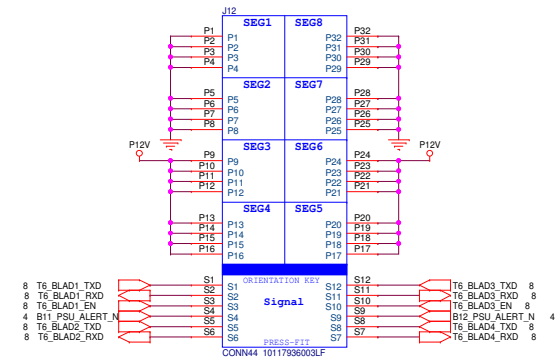 J12
SEG1 SEG8
P1 P1 P32 P32
P2 P2 P31 P31
P3 P3 P30 P30
P4 P4 P29 P29
SEG2 SEG7
P5 P5 P28 P28
P6 P6 P27 P27
P7 P7 P26 P26
P8 P8 P25 P25
P12V SEG3 SEG6 P12V
P9 P9 P24 P24
P10 P10 P23 P23
P11 P11 P22 P22
P12 P12 P21 P21
SEG4 SEG5
P13 P13 P20 P20
P14 P14 P19 P19
P15 P15 P18 P18
P16 P16 P17 P17
ORIENTATION KEY
8 T6_BLAD1_TXD S1 S1 S12 S12 T6_BLAD3_TXD 8
8 T6_BLAD1_RXD S2 S2 S11 S11 T6_BLAD3_RXD 8
8 T6_BLAD1_EN S3 S3 Signal S10 S10 T6_BLAD3_EN 8
4 B11_PSU_ALERT_N S4 S4 S9 S9 B12_PSU_ALERT_N 4
8 T6_BLAD2_TXD S5 S5 S8 S8 T6_BLAD4_TXD 8
8 T6_BLAD2_RXD S6 S6 S7 S7 T6_BLAD4_RXD 8
PRESS-FIT
CONN44 10117936003LF